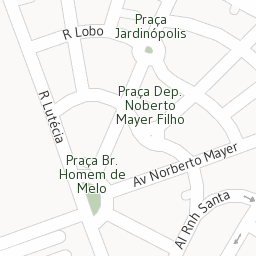 Praça
Jardinópolis
R Lobo
Praça Dep.
Noberto
Mayer Filho
R Lutécia
Praça Br.
Homem de
Melo
Av Norberto Mayer
Al Rnh Santa